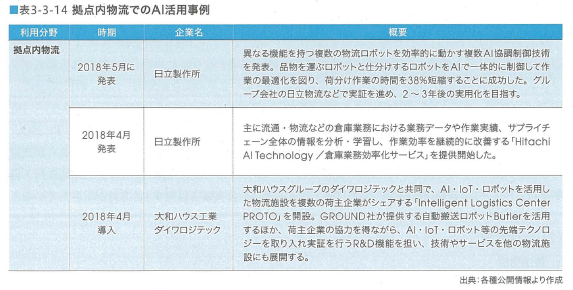 ■表3-3-14 拠点内物流でのAI活用事例
利用分野 時期 企業名 概要
拠点内物流
2018年5月に
発表
日立製作所
異なる機能を持つ複数の物流ロボットを効率的に動かす複数AI協調制御技術
を発表。品物を運ぶロボットと仕分けするロボットをAIで一体的に制御して作
業の最適化を図り、荷分け作業の時間を38%短縮することに成功した。グル
ープ会社の日立物流などで実証を進め、2~3年後の実用化を目指す。
2018年4月
発表
日立製作所
主に流通・物流などの倉庫業務における業務データや作業実績、サプライチ
ェーン全体の情報を分析・学習し、作業効率を継続的に改善する「Hitachi
AI Technology/倉庫業務効率化サービス」を提供開始した。
2018年4月
導入
大和ハウス工業
ダイワロジテック
大和ハウスグループのダイワロジテックと共同で、AI・IoT・ロボットを活用し
た物流施設を複数の荷主企業がシェアする「Intelligent Logistics Center
PROTO」を開設。GROUND社が提供する自動搬送ロボットButlerを活用
するほか、荷主企業の協力を得ながら、AI・IoT・ロボット等の先端テクノロ
ジーを取り入れ実証を行うR&D機能を担い、技術やサービスを他の物流施
設にも展開する。
出典:各種公開情報より作成